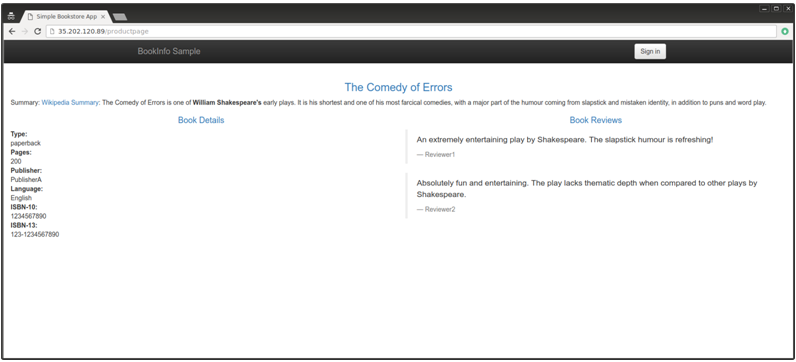 Simple Bookstore App
35.202.120.89/productpage
BookInfo Sample
Sign in
The Comedy of Errors
Summary: Wikipedia Summary: The Comedy of Errors is one of William Shakespeare's early plays. It is his shortest and one of his most farcical comedies, with a major part of the humour coming from slapstick and mistaken identity, in addition to puns and word play.
Book Details
Type:
paperback
Pages:
200
Publisher:
PublisherA
Language:
English
ISBN-10:
1234567890
ISBN-13:
123-1234567890
Book Reviews
An extremely entertaining play by Shakespeare. The slapstick humour is refreshing!
— Reviewer1
Absolutely fun and entertaining. The play lacks thematic depth when compared to other plays by
Shakespeare.
— Reviewer2